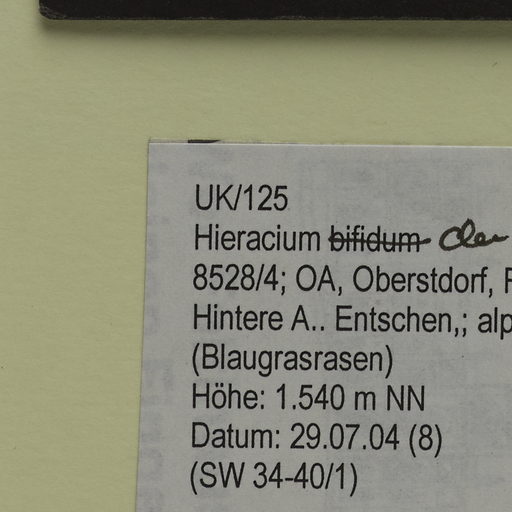 UK/125
Hieracium bifidum
8528/4; OA, Oberstdorf,
Hintere A.. Entschen,; alp
(Blaugrasrasen)
Höhe: 1.540 m NN
Datum: 29.07.04 (8)
(SW 34-40/1)